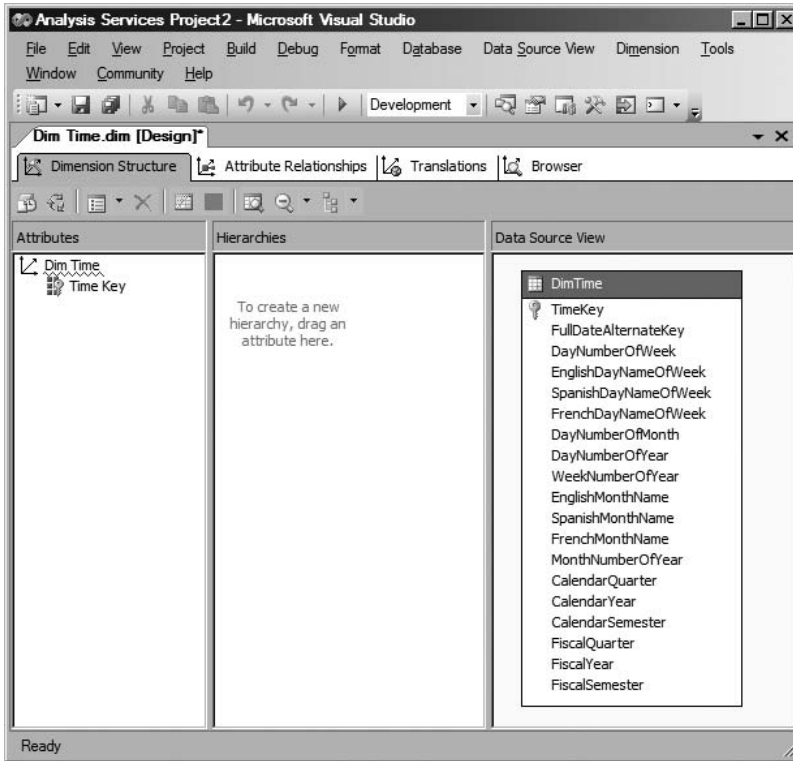 Analysis Services Project2 - Microsoft Visual Studio
File Edit View Project Build Debug Format Database Data Source View Dimension Tools
Window Community Help
Development
Dim Time.dim [Design]*
Dimension Structure Attribute Relationships Translations Browser
Attributes
Dim Time
Time Key
Hierarchies
To create a new
hierarchy, drag an
attribute here.
Data Source View
DimTime
TimeKey
FullDateAlternateKey
DayNumberOfWeek
EnglishDayNameOfWeek
SpanishDayNameOfWeek
FrenchDayNameOfWeek
DayNumberOfMonth
DayNumberOfYear
WeekNumberOfYear
EnglishMonthName
SpanishMonthName
FrenchMonthName
MonthNumberOfYear
CalendarQuarter
CalendarYear
CalendarSemester
FiscalQuarter
FiscalYear
FiscalSemester
Ready